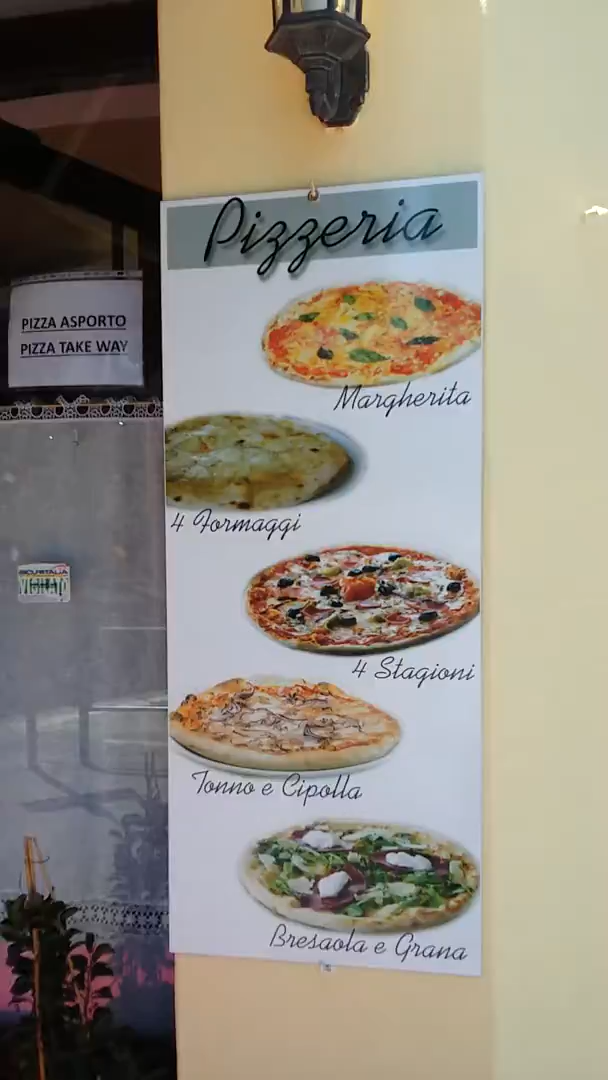 Pizzeria
PIZZA ASPORTO
PIZZA TAKE WAY
Margherita
4 Formaggi
4 Stagioni
Tonno e Cipolla
Bresaola e Grana